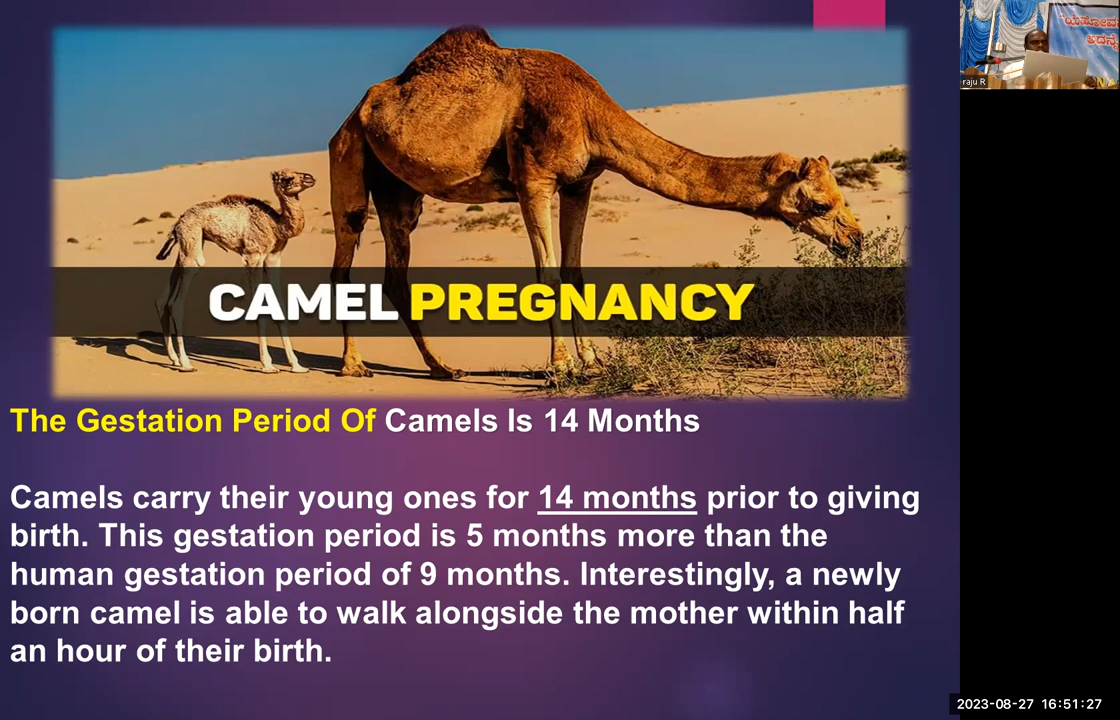 CAMEL PREGNANCY
The Gestation Period Of Camels Is 14 Months
Camels carry their young ones for 14 months prior to giving
birth. This gestation period is 5 months more than the
human gestation period of 9 months. Interestingly, a newly
born camel is able to walk alongside the mother within half
an hour of their birth.
raju R
2023-08-27 16:51:27